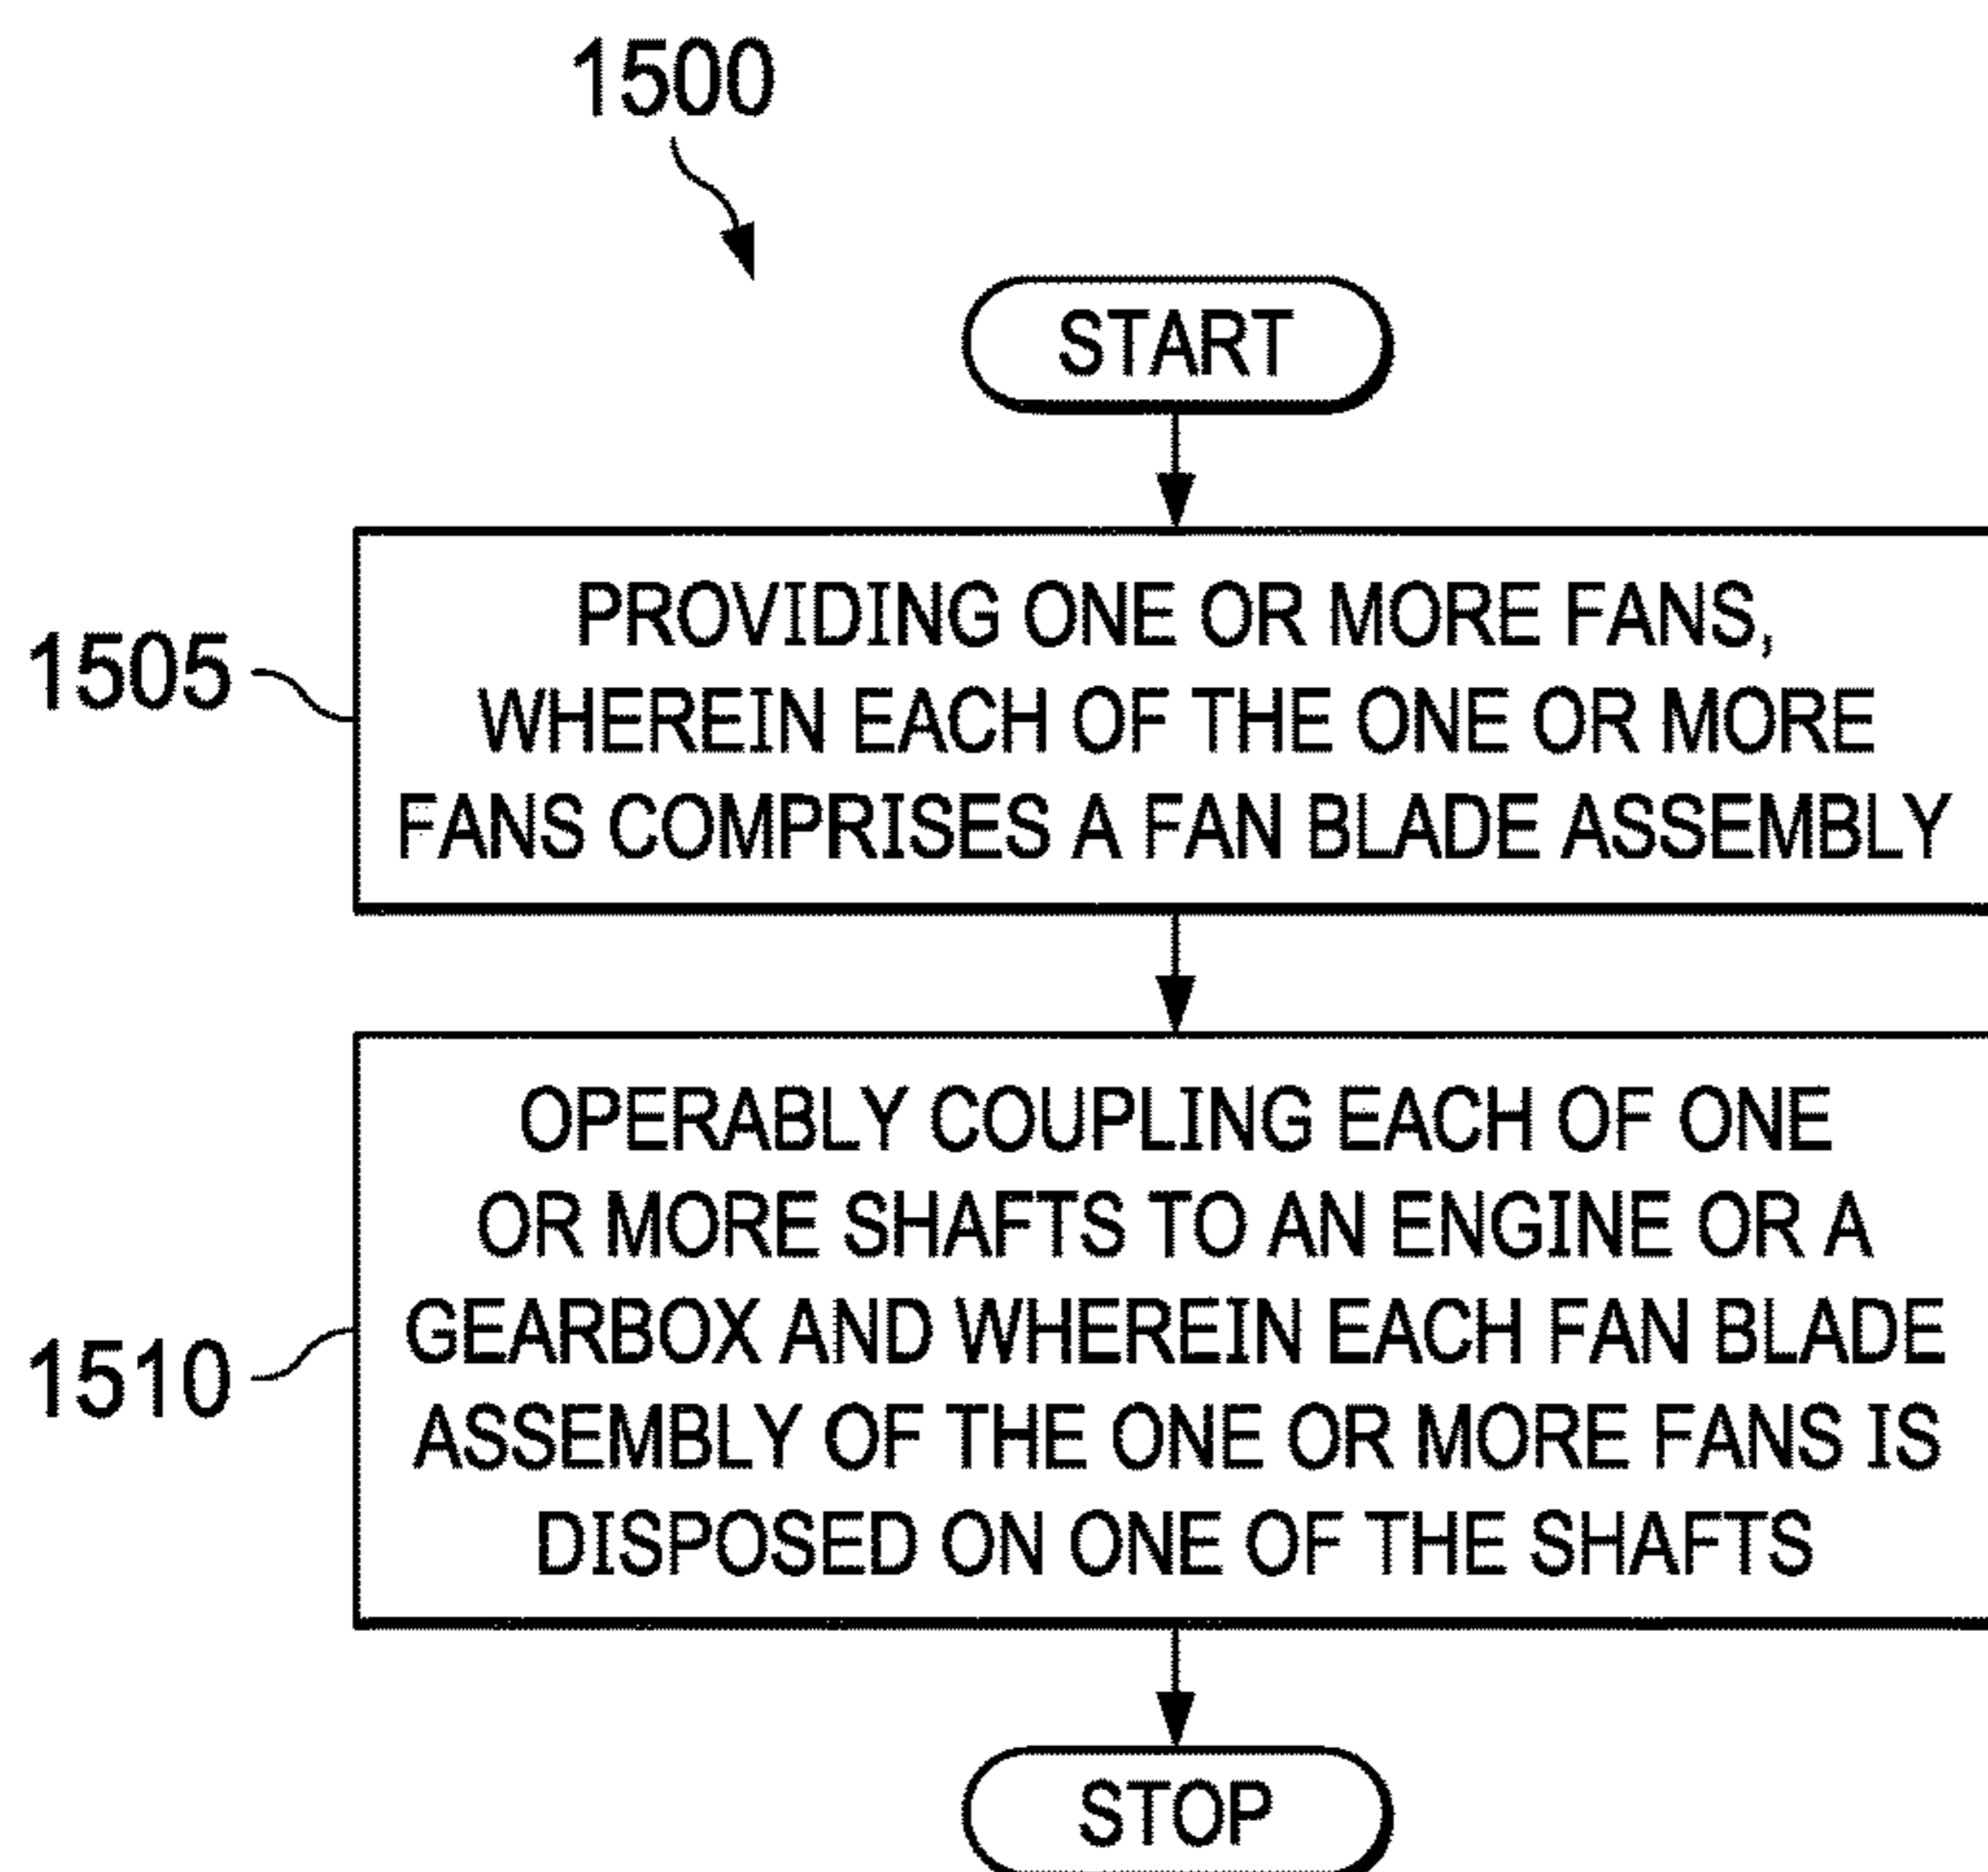 1500
START
1505
PROVIDING ONE OR MORE FANS,
WHEREIN EACH OF THE ONE OR MORE
FANS COMPRISES A FAN BLADE ASSEMBLY
1510
OPERABLY COUPLING EACH OF ONE
OR MORE SHAFTS TO AN ENGINE OR A
GEARBOX AND WHEREIN EACH FAN BLADE
ASSEMBLY OF THE ONE OR MORE FANS IS
DISPOSED ON ONE OF THE SHAFTS
STOP